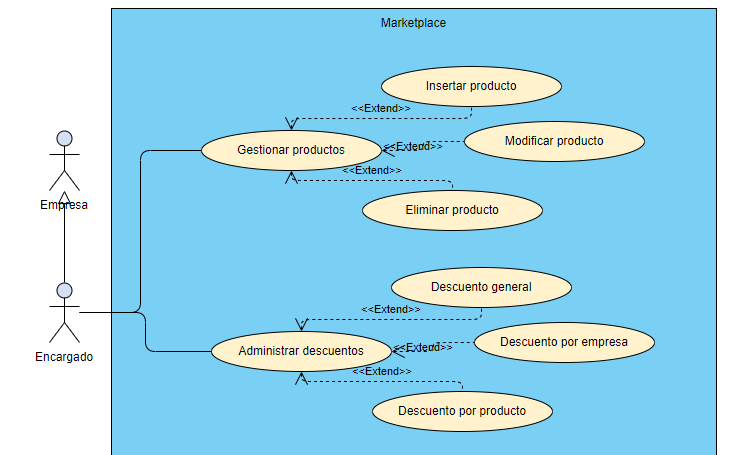 Marketplace
Insertar producto
<<Extend>>
Gestionar productos
<<Extend>>
Modificar producto
<<Extend>>
Eliminar producto
Empresa
Descuento general
<<Extend>>
Administrar descuentos
<<Extend>>
Descuento por empresa
<<Extend>>
Descuento por producto
Encargado